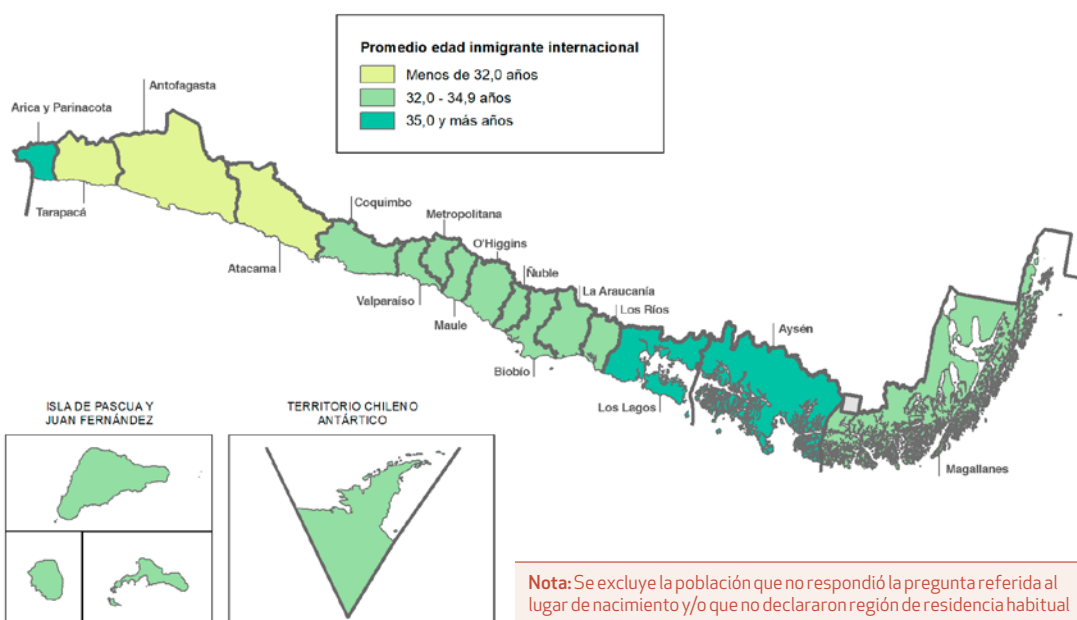 Promedio edad inmigrante internacional
Menos de 32,0 años
32,0 - 34,9 años
35,0 y más años
Antofagasta
Arica y Parinacota
Tarapacá
Coquimbo
Metropolitana
O'Higgins
Atacama
Ñuble
La Araucanía
Valparaíso
Los Ríos
Maule
Aysén
Biobío
Los Lagos
Magallanes
ISLA DE PASCUA Y
JUAN FERNÁNDEZ
TERRITORIO CHILENO
ANTÁRTICO
Nota: Se excluye la población que no respondió la pregunta referida al
lugar de nacimiento y/o que no declararon región de residencia habitual